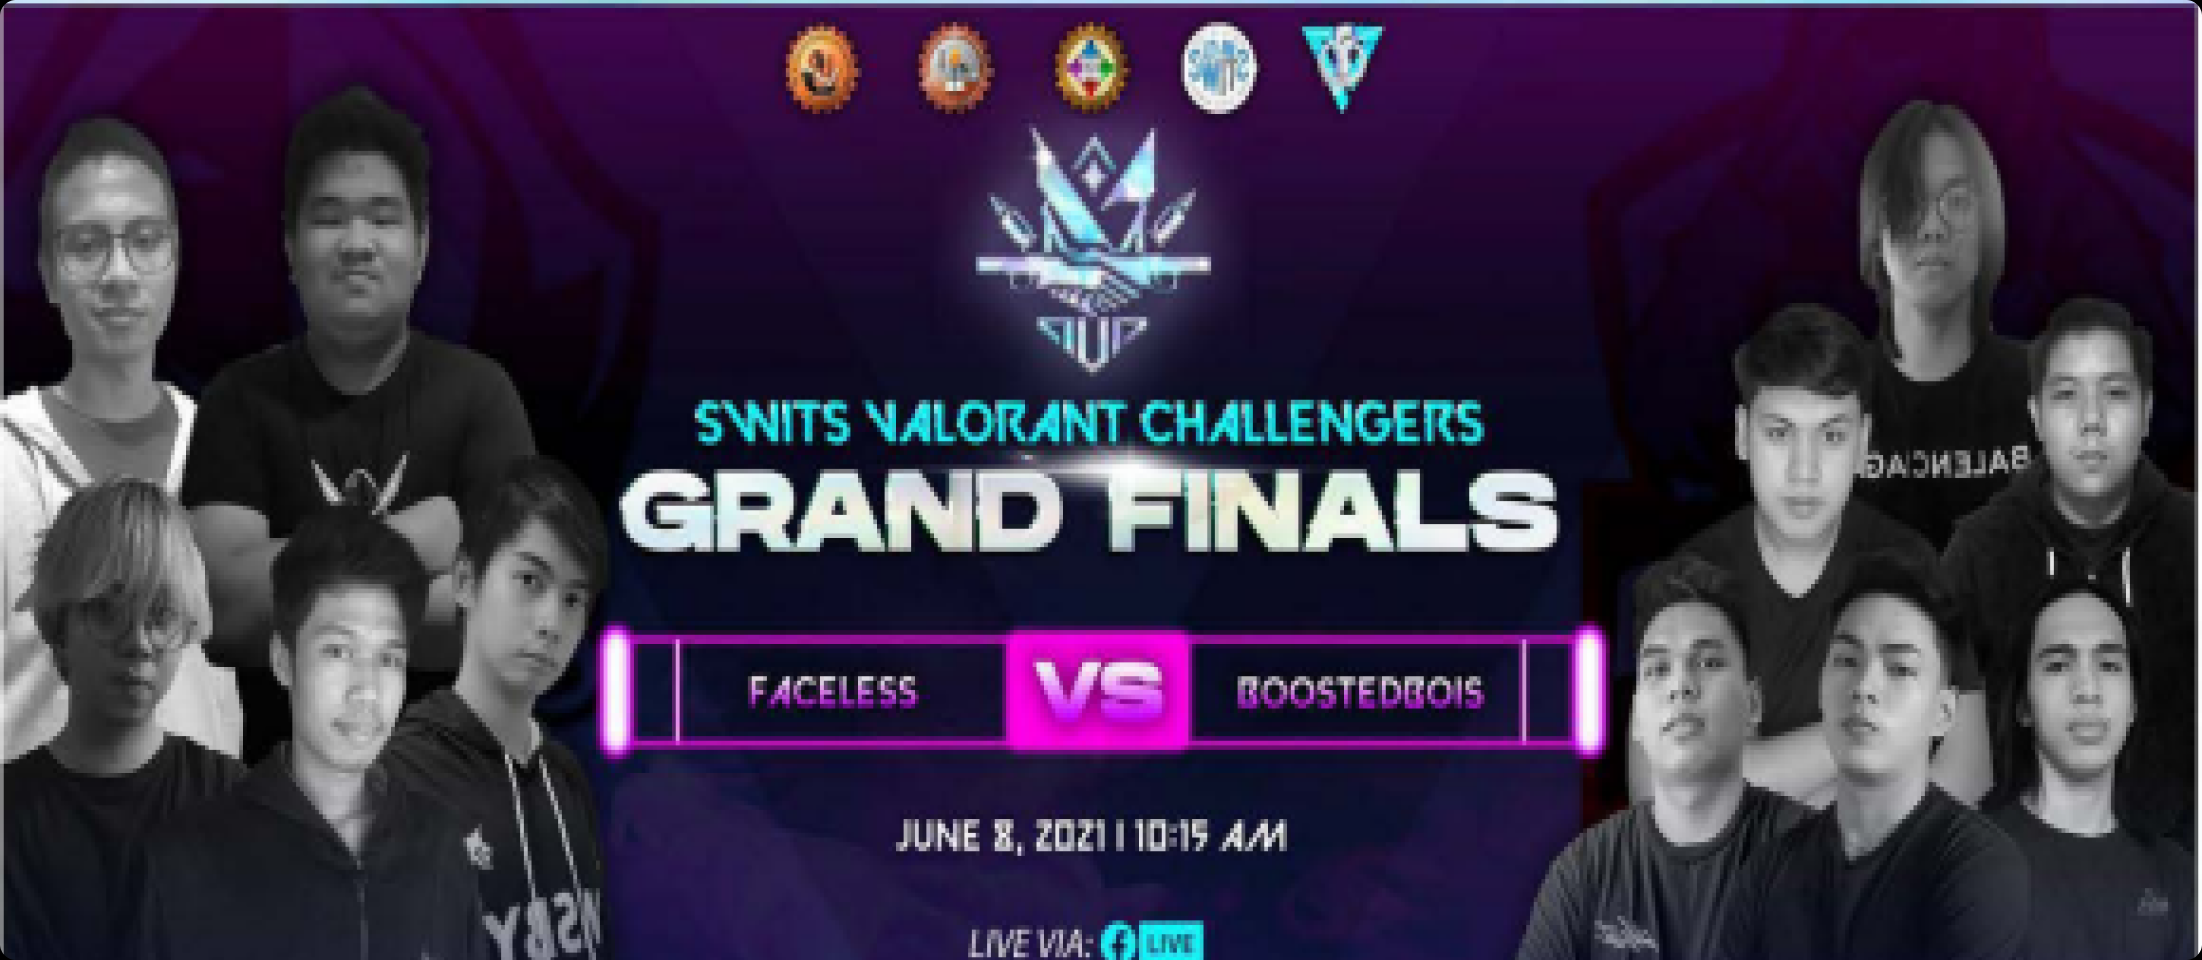 SWITS VALORANT CHALLENGERS
GRAND FINALS
FACELESS VS BOOSTEDBOIS
JUNE 8, 2021 | 10:15 AM
LIVE VIA: LIVE